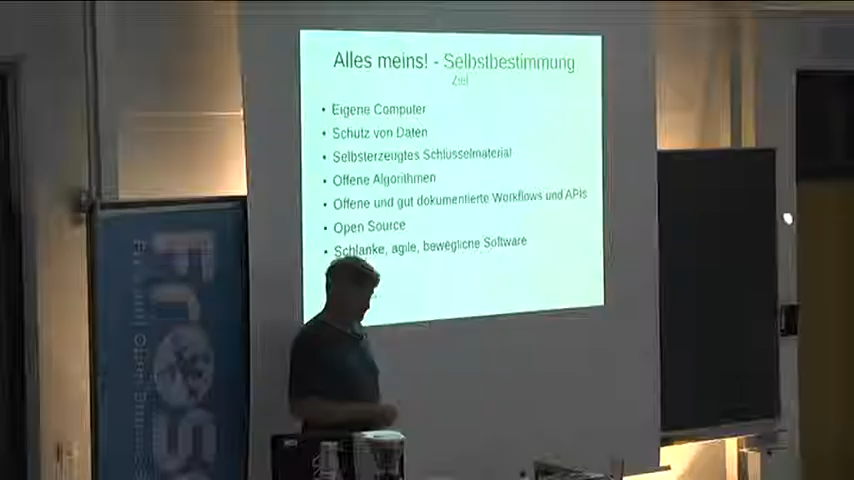 Alles meins! - Selbstbestimmung
Ziel
• Eigene Computer
• Schutz von Daten
• Selbsterzeugtes Schlüsselmaterial
• Offene Algorithmen
• Offene und gut dokumentierte Workflows und APIs
• Open Source
• Schlanke, agile, bewegliche Software
FrOSC